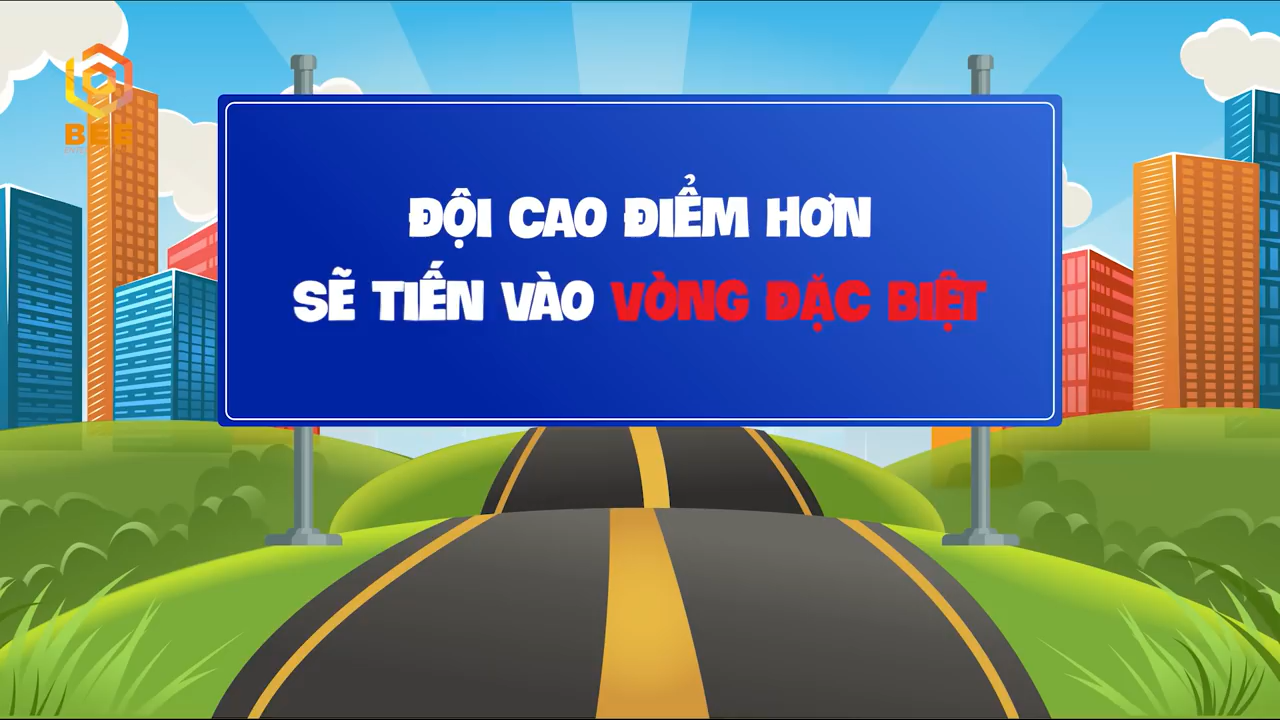 BEE
ĐỘI CAO ĐIỂM HƠN
SẼ TIẾN VÀO VÒNG ĐẶC BIỆT